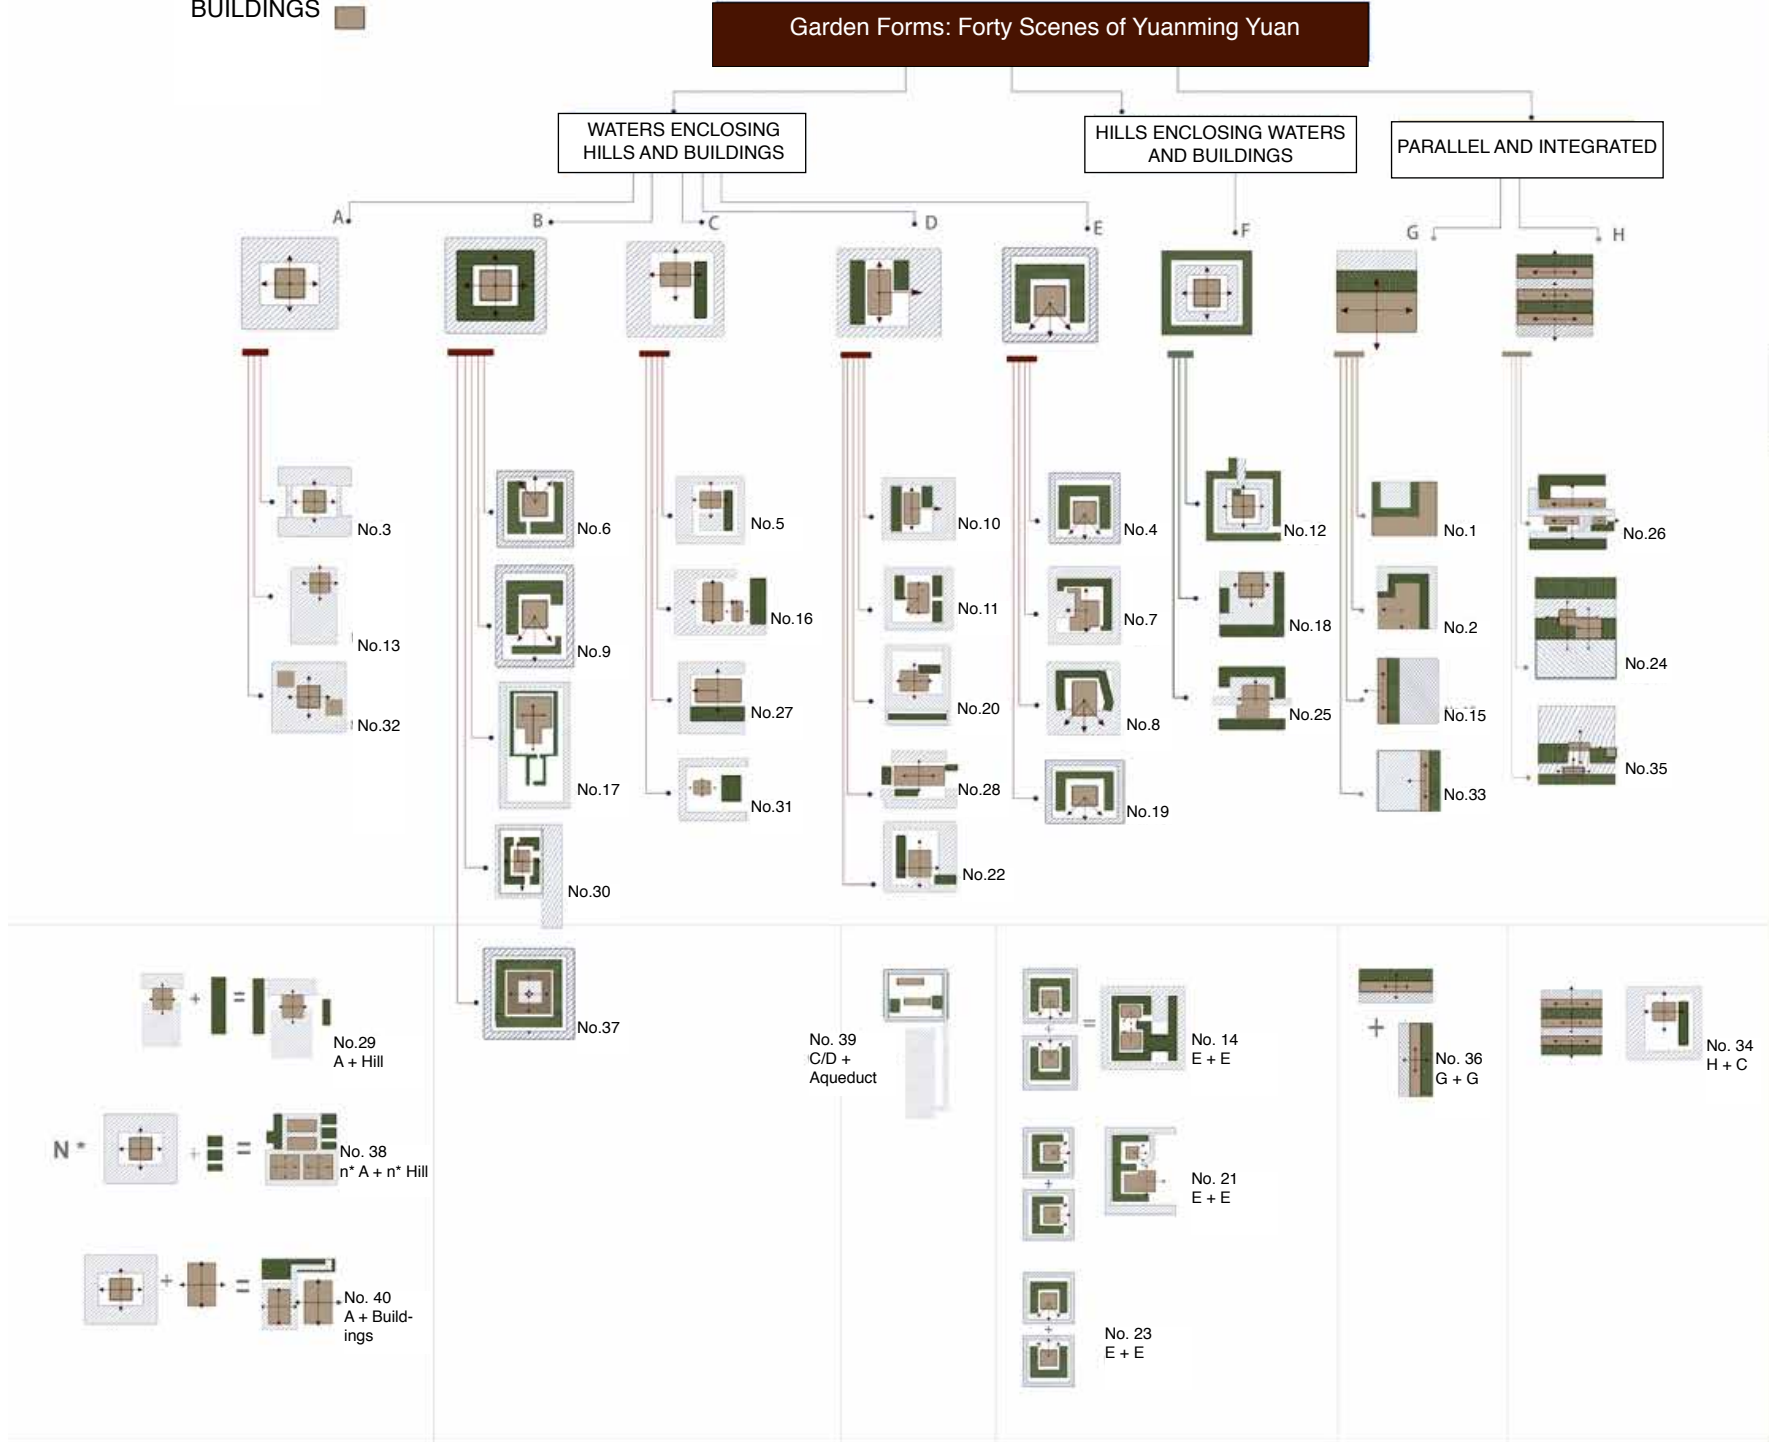 BUILDINGS
Garden Forms: Forty Scenes of Yuanming Yuan
WATERS ENCLOSING
HILLS AND BUILDINGS
HILLS ENCLOSING WATERS
AND BUILDINGS
PARALLEL AND INTEGRATED
A
B
C
D
E
F
G
H
No.3
No.6
No.5
No.10
No.4
No.12
No.1
No.26
No.13
No.9
No.16
No.11
No.7
No.18
No.2
No.24
No.32
No.17
No.27
No.20
No.8
No.25
No.15
No.35
No.30
No.31
No.28
No.19
No.33
No.22
No.37
+
=
No.29
A + Hill
N *
+
=
No. 38
n* A + n* Hill
+
=
No. 40
A + Build-
ings
No. 39
C/D +
Aqueduct
+
=
No. 14
E + E
+
No. 21
E + E
+
No. 23
E + E
+
No. 36
G + G
No. 34
H + C